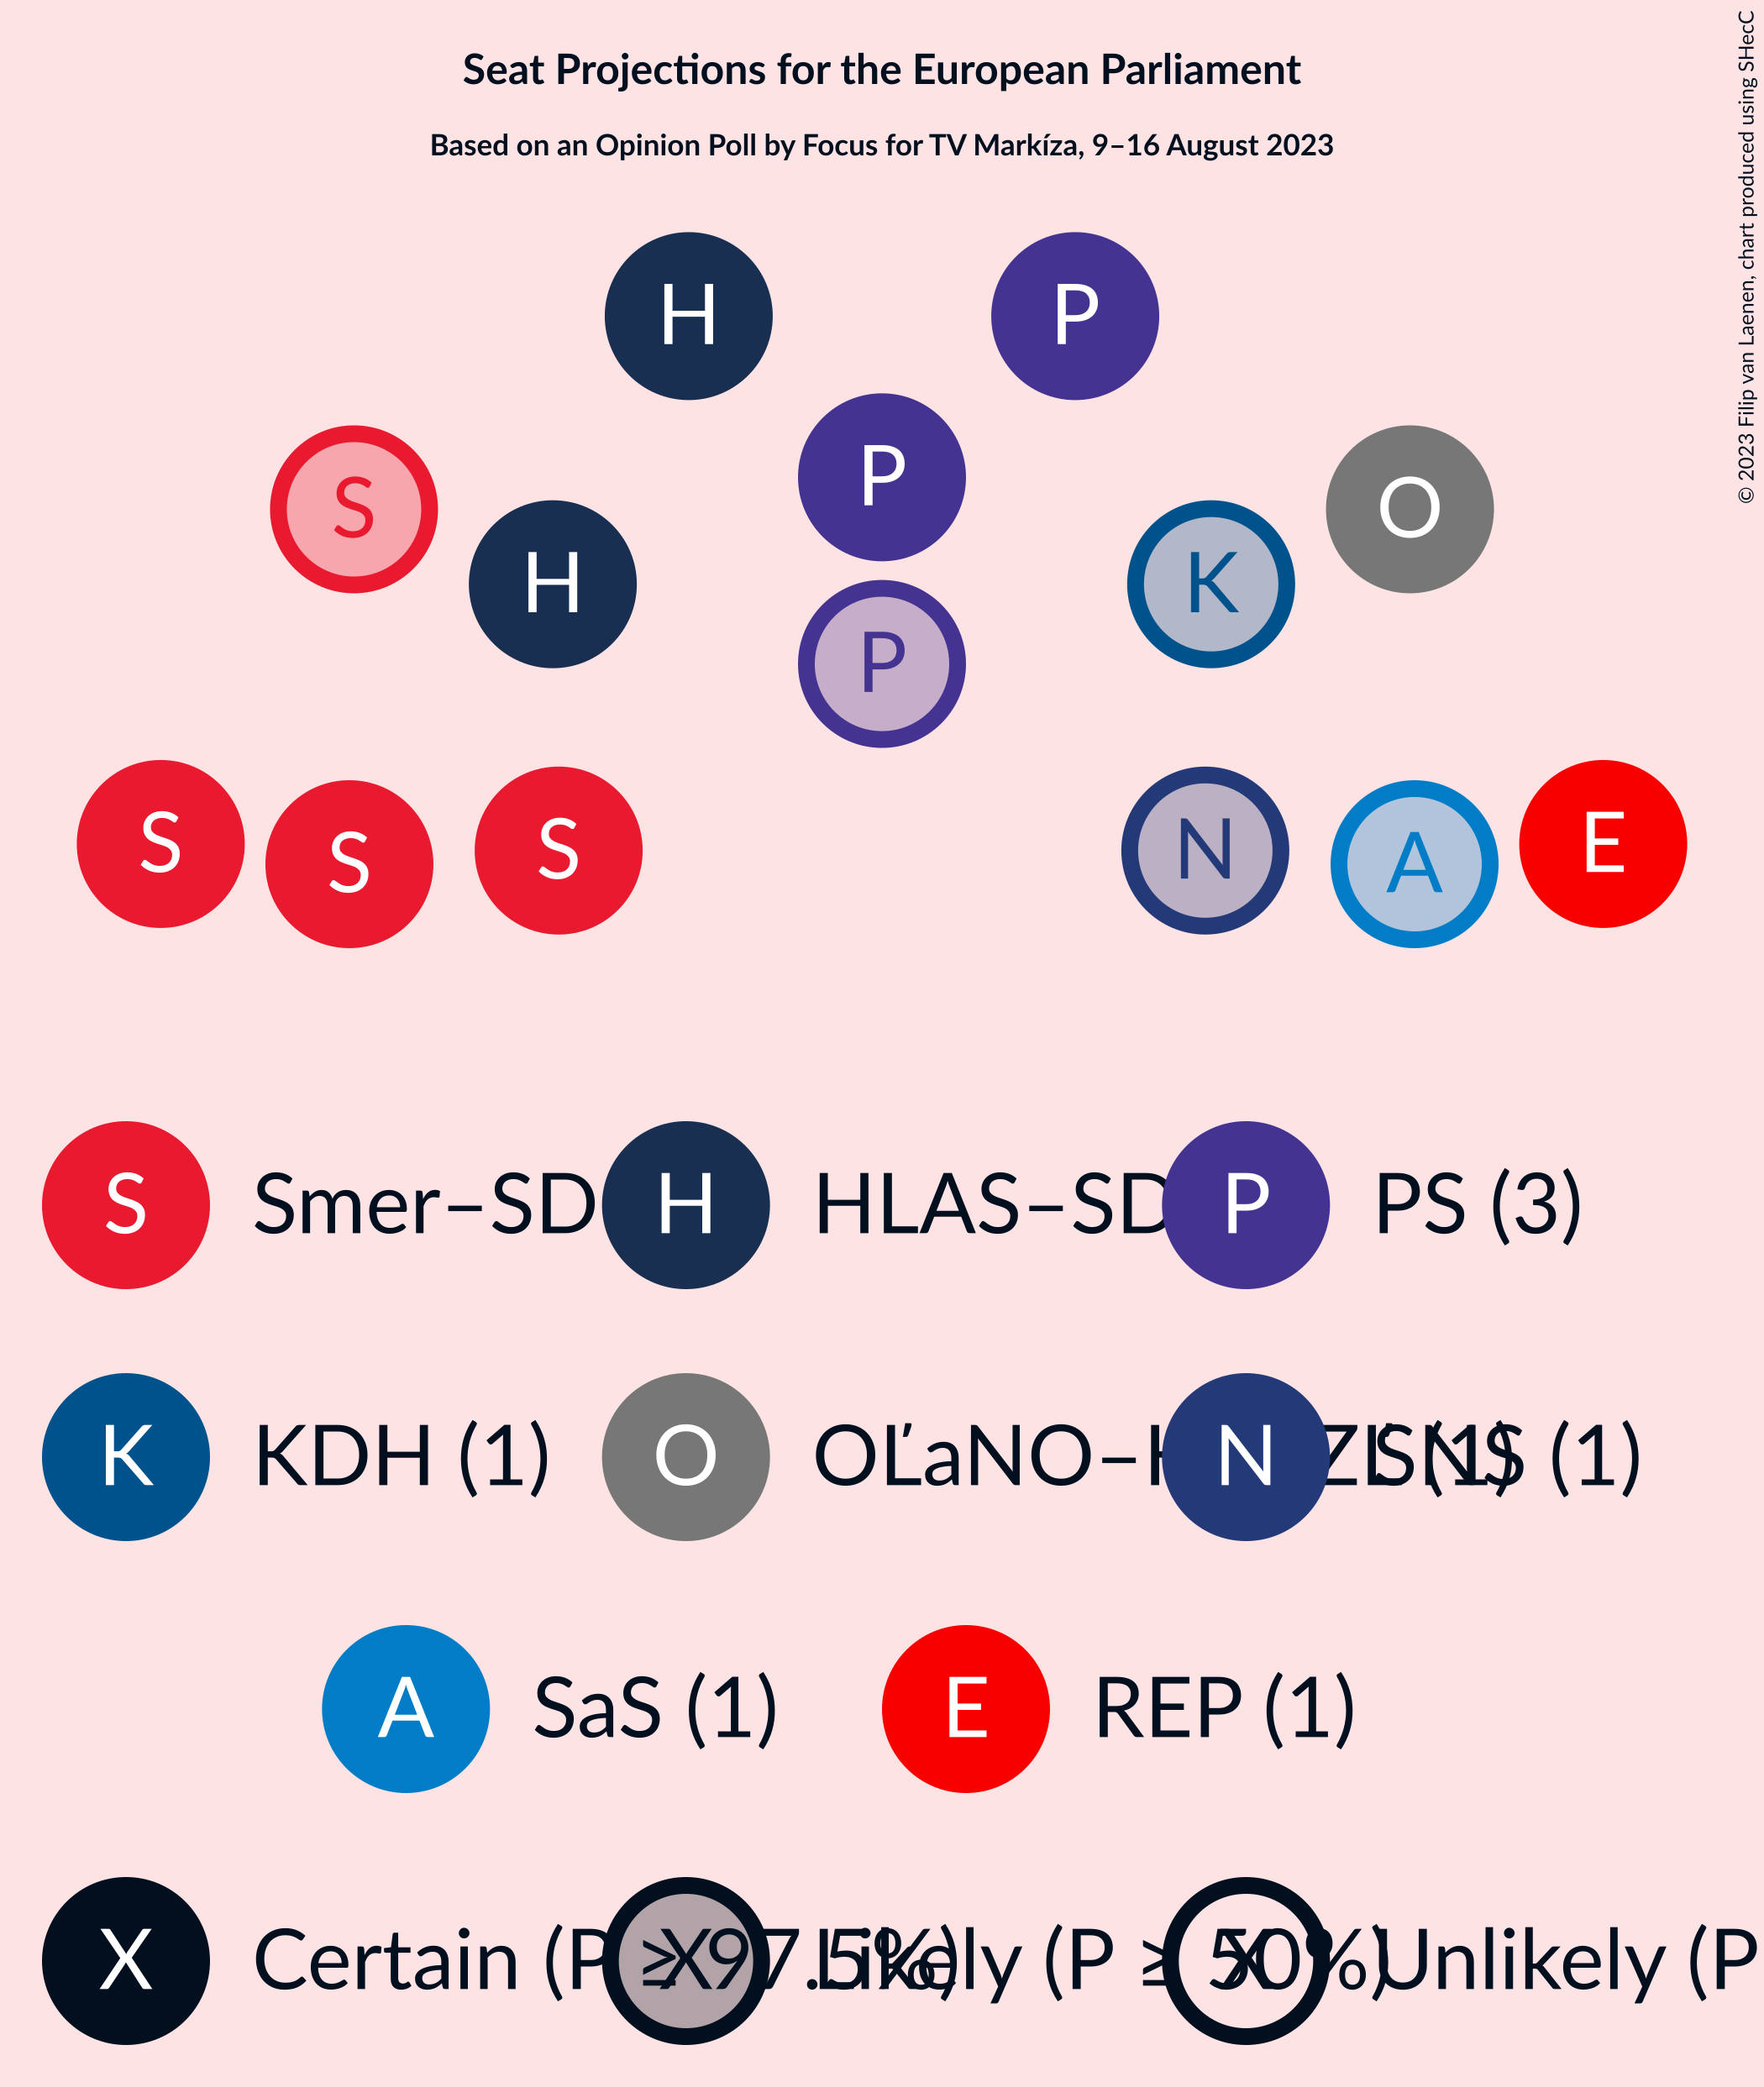 Seat Projections for the European Parliament
Based on an Opinion Poll by Focus for TV Markíza, 9–16 August 2023
© 2023 Filip van Laenen, chart produced using SHecC
H P
P
S O
H K
P
S S
N E
S A
S Smer–SD H HLAS–SD P PS (3)
K KDH (1) O OĽaNO– N SNS (1)
A SaS (1) E REP (1)
X Certain (P ≥ 97.5%) X Likely (P ≥ 50%) X Unlikely (P